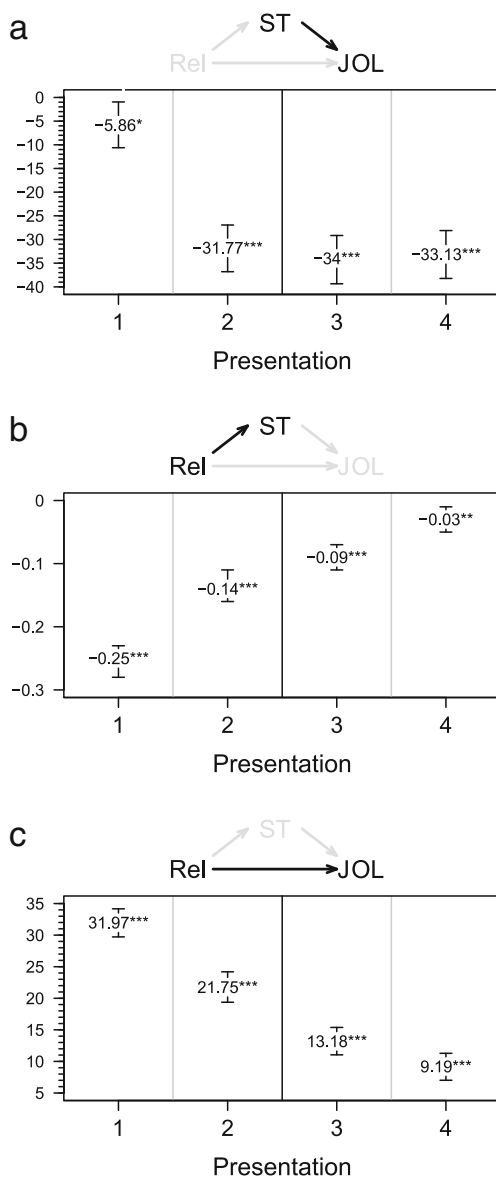 a
ST
Rel JOL
0
−5
−10
−15
−20
−25
−30
−35
−40
−5.86*
−31.77***
−34***
−33.13***
1 2 3 4
Presentation
b
ST
Rel JOL
0
−0.1
−0.2
−0.3
−0.25***
−0.14***
−0.09***
−0.03**
1 2 3 4
Presentation
c
ST
Rel JOL
35
30
25
20
15
10
5
31.97***
21.75***
13.18***
9.19***
1 2 3 4
Presentation